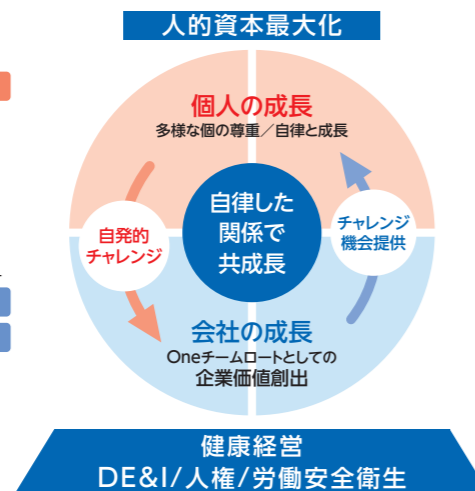 人的資本最大化
個人の成長
多様な個の尊重／自律と成長
自律した
関係で
共成長
自発的
チャレンジ
チャレンジ
機会提供
会社の成長
Oneチームロートとしての
企業価値創出
健康経営
DE&I/人権/労働安全衛生